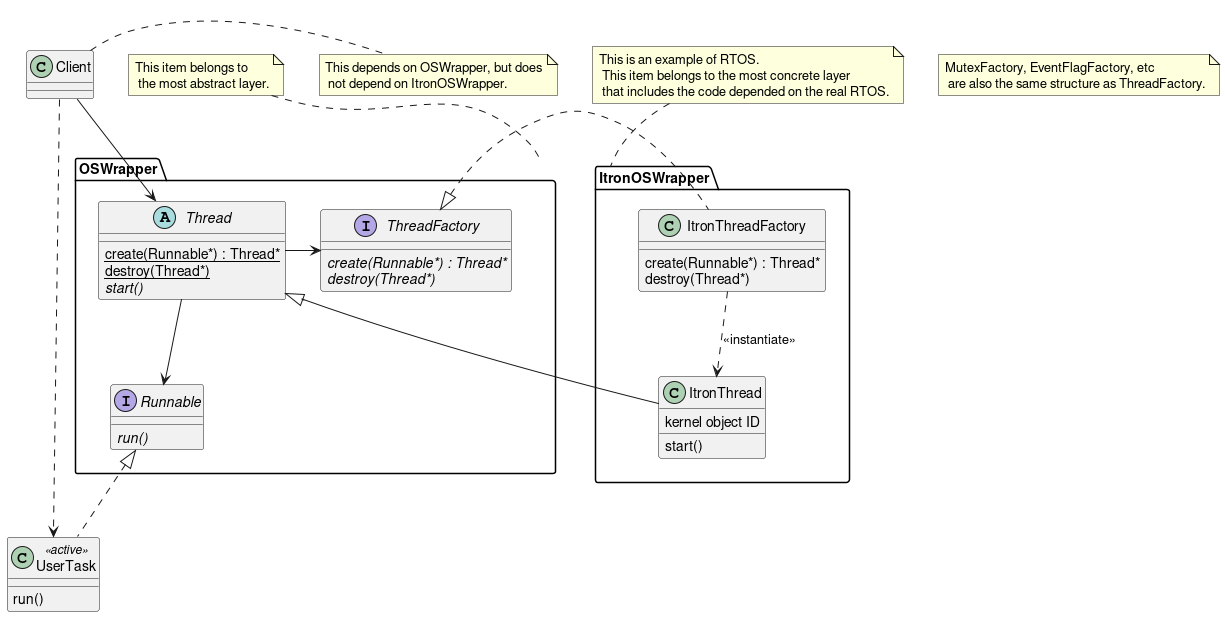 C Client
This item belongs to
the most abstract layer.
This depends on OSWrapper, but does
not depend on ItronOSWrapper.
This is an example of RTOS.
This item belongs to the most concrete layer
that includes the code depended on the real RTOS.
MutexFactory, EventFlagFactory, etc
are also the same structure as ThreadFactory.
OSWrapper
A Thread
create(Runnable*) : Thread*
destroy(Thread*)
start()
I ThreadFactory
create(Runnable*) : Thread*
destroy(Thread*)
I Runnable
run()
ItronOSWrapper
C ItronThreadFactory
create(Runnable*) : Thread*
destroy(Thread*)
«instantiate»
C ItronThread
kernel object ID
start()
C «active»
UserTask
run()